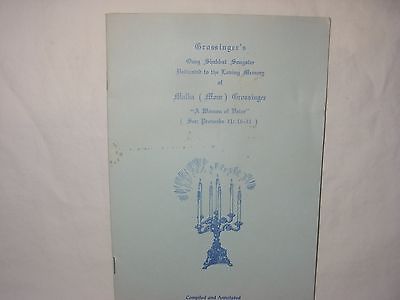 Grossinger's
Oneg Shabbat Songster
Dedicated to the Loving Memory
of
Malka ( Mom ) Grossinger
"A Woman of Valor"
( See Proverbs 31:10-31 )
Compiled and Annotated